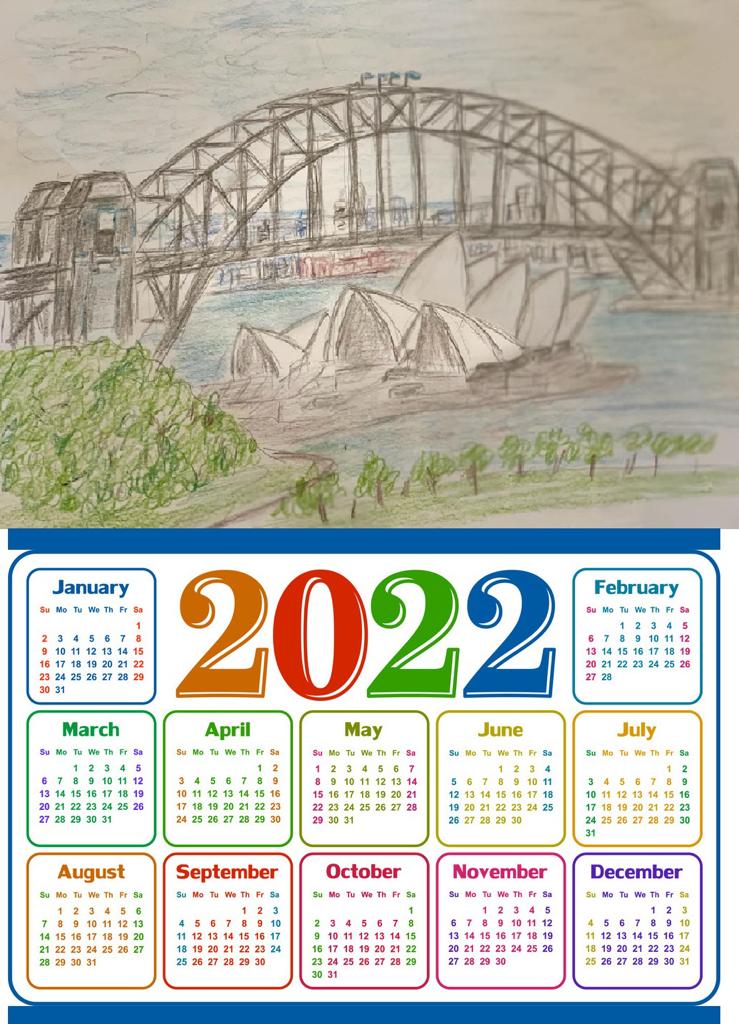 January
2022
February
Su Mo Tu We Th Fr Sa
1
2 3 4 5 6 7 8
9 10 11 12 13 14 15
16 17 18 19 20 21 22
23 24 25 26 27 28 29
30 31
Su Mo Tu We Th Fr Sa
1 2 3 4 5
6 7 8 9 10 11 12
13 14 15 16 17 18 19
20 21 22 23 24 25 26
27 28
March
Su Mo Tu We Th Fr Sa
1 2 3 4 5
6 7 8 9 10 11 12
13 14 15 16 17 18 19
20 21 22 23 24 25 26
27 28 29 30 31
April
Su Mo Tu We Th Fr Sa
1 2
3 4 5 6 7 8 9
10 11 12 13 14 15 16
17 18 19 20 21 22 23
24 25 26 27 28 29 30
May
Su Mo Tu We Th Fr Sa
1 2 3 4 5 6 7
8 9 10 11 12 13 14
15 16 17 18 19 20 21
22 23 24 25 26 27 28
29 30 31
June
Su Mo Tu We Th Fr Sa
1 2 3 4
5 6 7 8 9 10 11
12 13 14 15 16 17 18
19 20 21 22 23 24 25
26 27 28 29 30
July
Su Mo Tu We Th Fr Sa
1 2
3 4 5 6 7 8 9
10 11 12 13 14 15 16
17 18 19 20 21 22 23
24 25 26 27 28 29 30
31
August
Su Mo Tu We Th Fr Sa
1 2 3 4 5 6
7 8 9 10 11 12 13
14 15 16 17 18 19 20
21 22 23 24 25 26 27
28 29 30 31
September
Su Mo Tu We Th Fr Sa
1 2 3
4 5 6 7 8 9 10
11 12 13 14 15 16 17
18 19 20 21 22 23 24
25 26 27 28 29 30
October
Su Mo Tu We Th Fr Sa
1
2 3 4 5 6 7 8
9 10 11 12 13 14 15
16 17 18 19 20 21 22
23 24 25 26 27 28 29
30 31
November
Su Mo Tu We Th Fr Sa
1 2 3 4 5
6 7 8 9 10 11 12
13 14 15 16 17 18 19
20 21 22 23 24 25 26
27 28 29 30
December
Su Mo Tu We Th Fr Sa
1 2 3
4 5 6 7 8 9 10
11 12 13 14 15 16 17
18 19 20 21 22 23 24
25 26 27 28 29 30 31